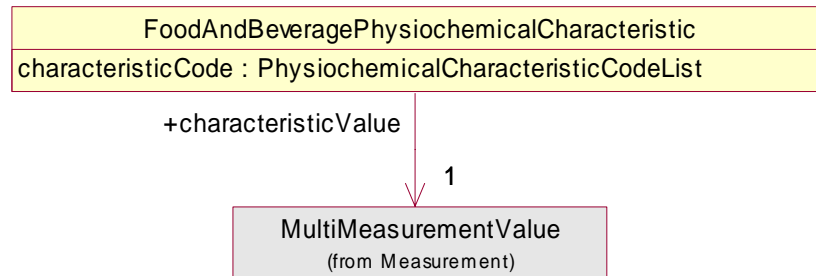 FoodAndBeveragePhysiochemicalCharacteristic
characteristicCode : PhysiochemicalCharacteristicCodeList
+characteristicValue
1
MultiMeasurementValue
(from Measurement)